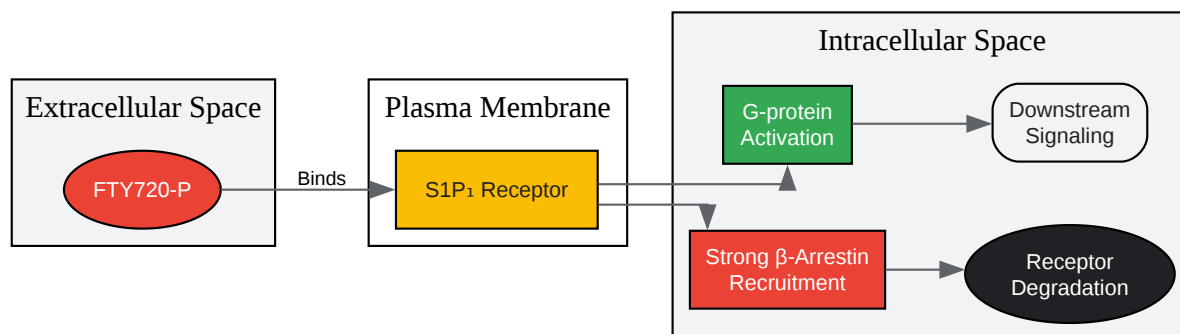 Extracellular Space
FTY720-P
Binds
Plasma Membrane
S1P₁ Receptor
Intracellular Space
G-protein
Activation
Downstream
Signaling
Strong β-Arrestin
Recruitment
Receptor
Degradation